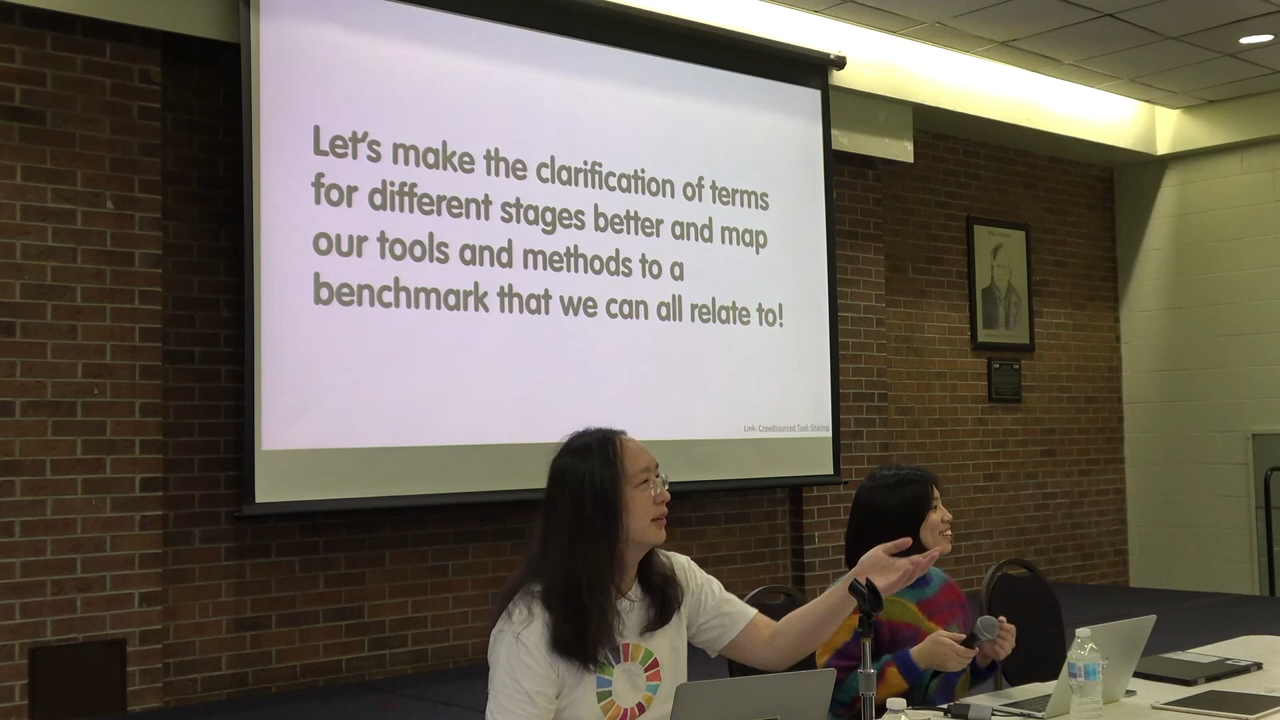 Let's make the clarification of terms
for different stages better and map
our tools and methods to a
benchmark that we can all relate to!
Link: Crowdsourced Tool-Sharing